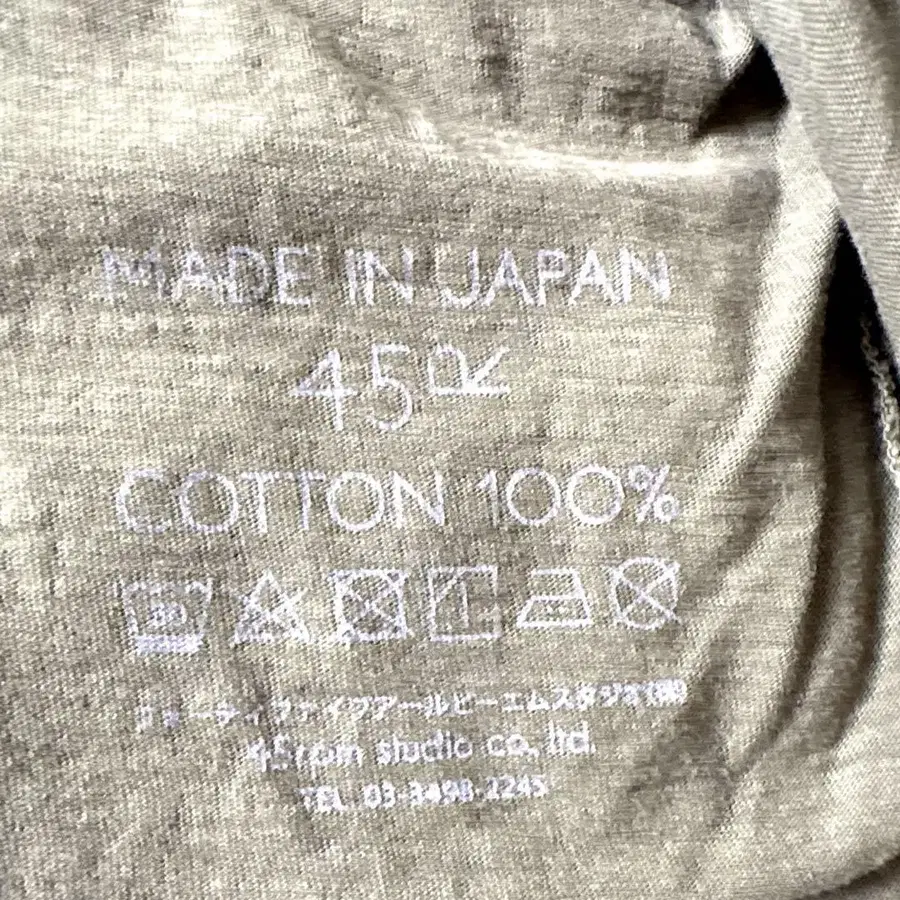 MADE IN JAPAN
45R
COTTON 100%
30
フォーティファイブアールピーエムスタジオ(株)
45rpm studio co., ltd.
TEL 03-3498-2245